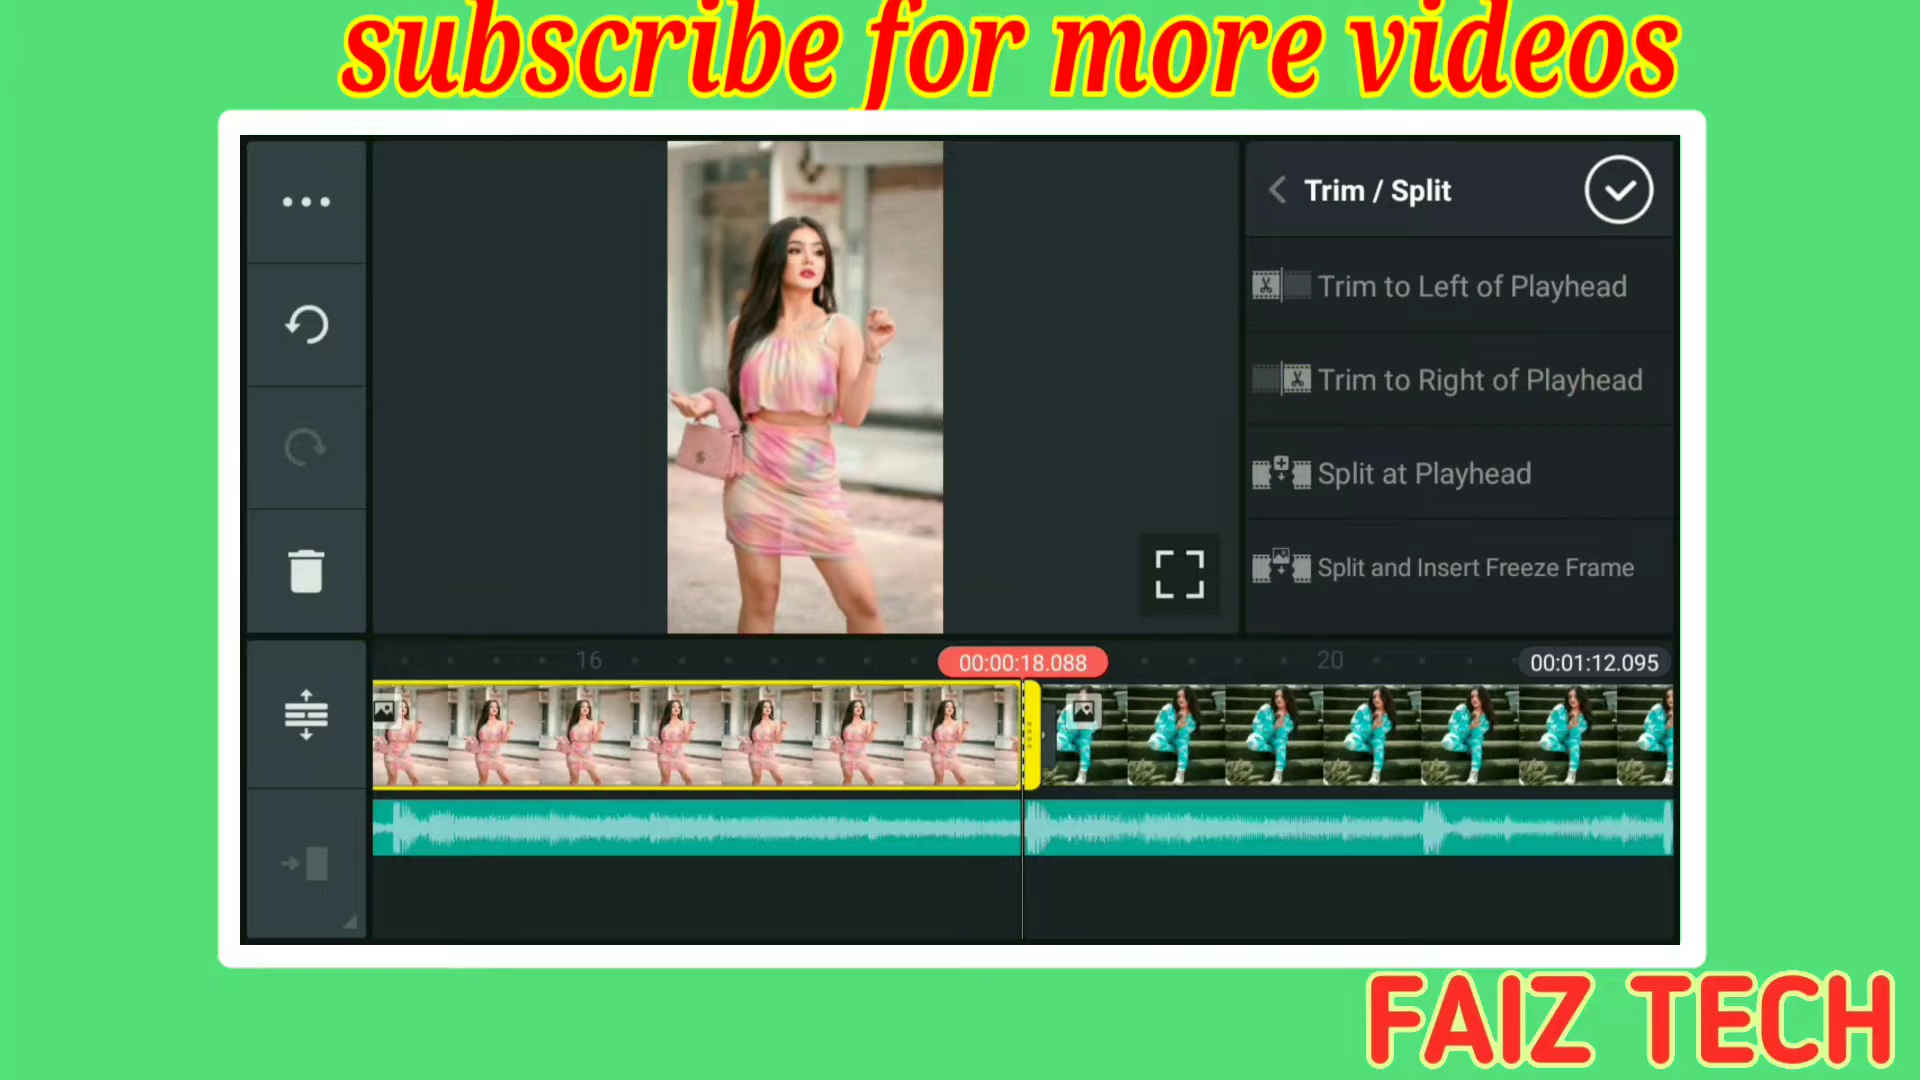 subscribe for more videos
Trim / Split
Trim to Left of Playhead
Trim to Right of Playhead
Split at Playhead
Split and Insert Freeze Frame
16
00:00:18.088
20
00:01:12.095
FAIZ TECH